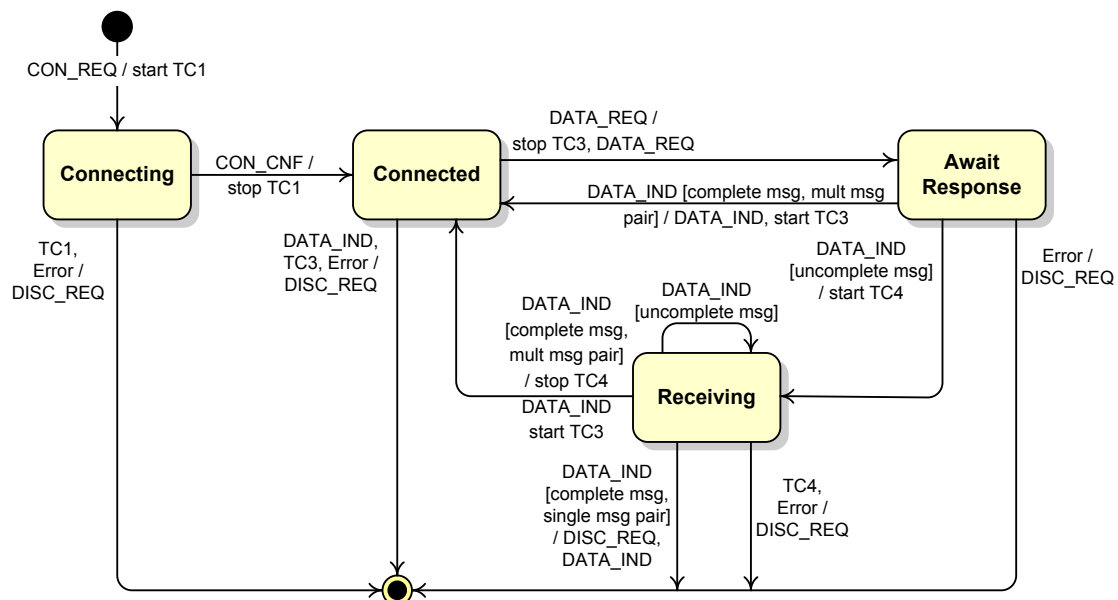 CON_REQ / start TC1
Connecting
CON_CNF /
stop TC1
Connected
DATA_REQ /
stop TC3, DATA_REQ
Await
Response
DATA_IND [complete msg, mult msg
pair] / DATA_IND, start TC3
TC1,
Error /
DISC_REQ
DATA_IND,
TC3, Error /
DISC_REQ
DATA_IND
[uncomplete msg]
/ start TC4
Error /
DISC_REQ
DATA_IND
[complete msg,
mult msg pair]
/ stop TC4
DATA_IND
start TC3
DATA_IND
[uncomplete msg]
Receiving
DATA_IND
[complete msg,
single msg pair]
/ DISC_REQ,
DATA_IND
TC4,
Error /
DISC_REQ